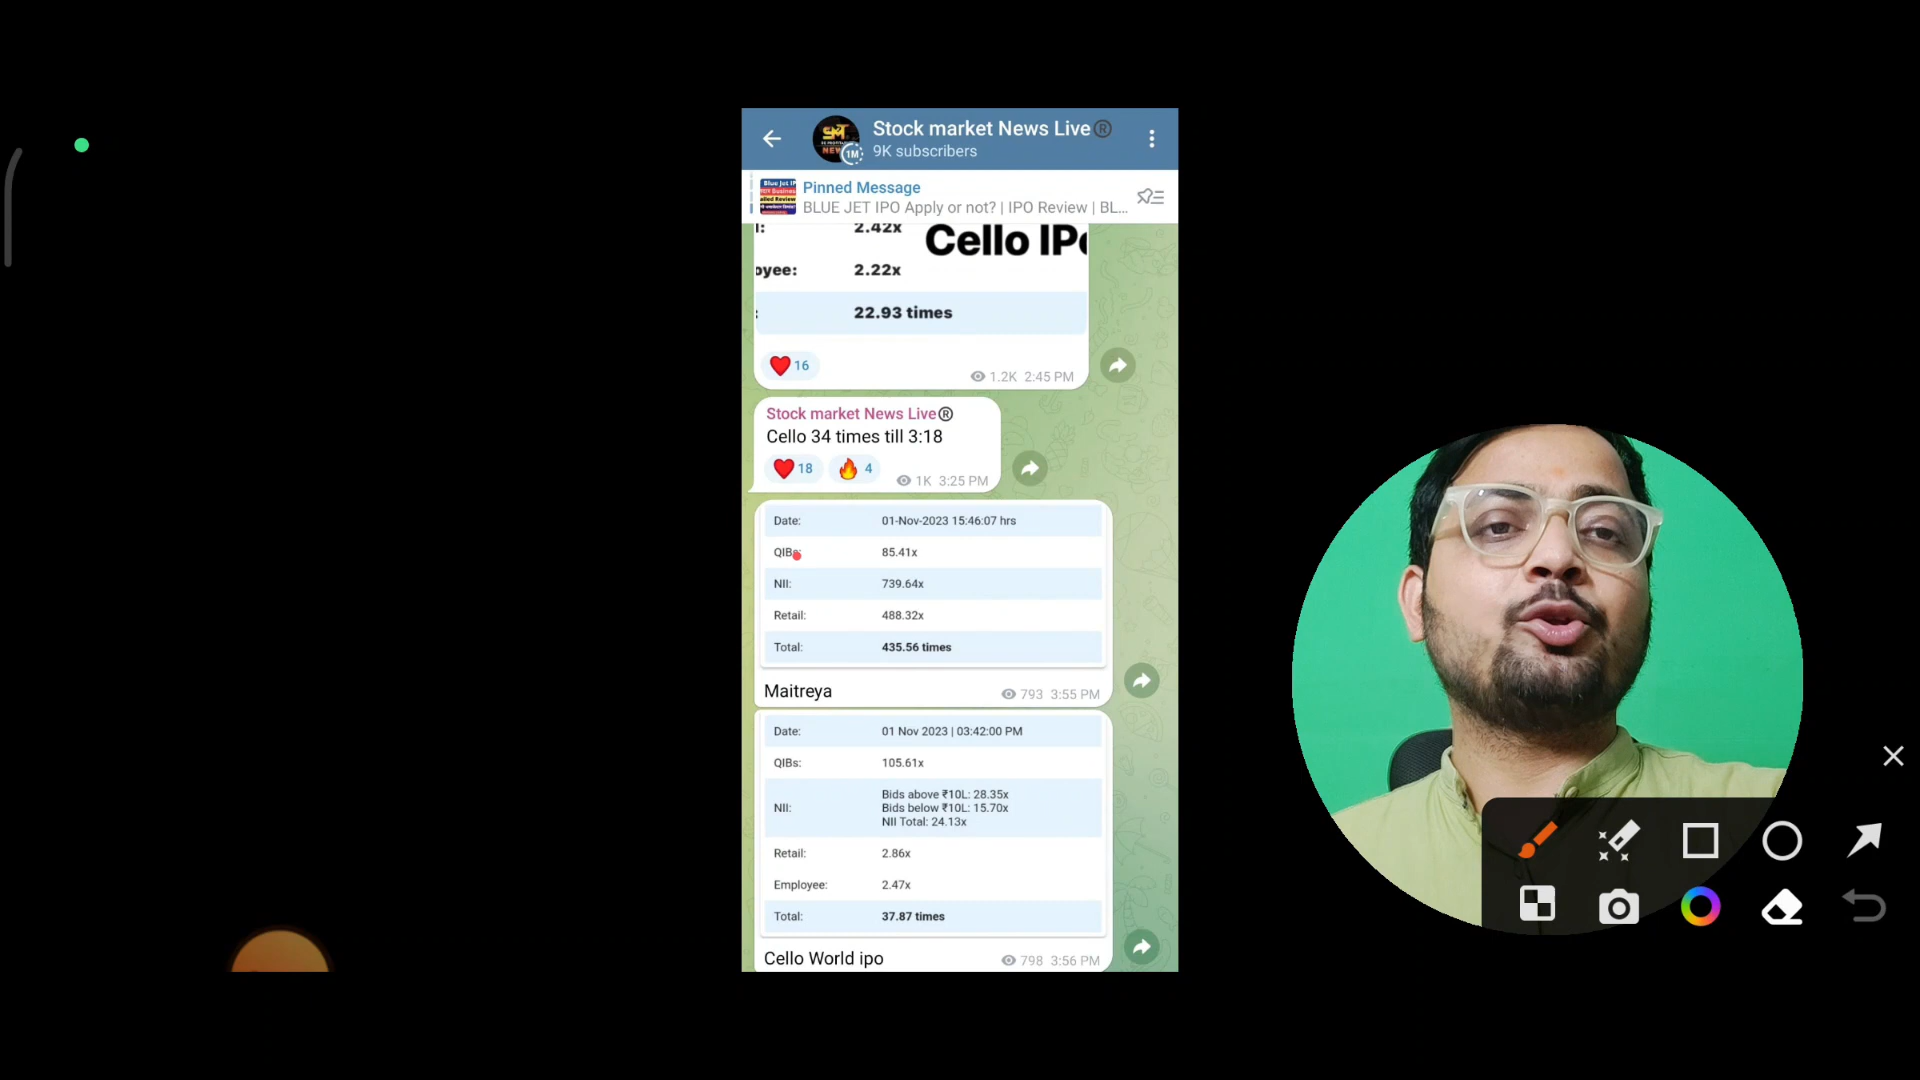 Stock market News Live®
9K subscribers
1M
Pinned Message
BLUE JET IPO Apply or not? | IPO Review | BL...
2.42x
Cello IP
oyee: 2.22x
: 22.93 times
16
1.2K 2:45 PM
Stock market News Live®
Cello 34 times till 3:18
18 4
1K 3:25 PM
Date: 01-Nov-2023 15:46:07 hrs
QIBs: 85.41x
NII: 739.64x
Retail: 488.32x
Total: 435.56 times
Maitreya 793 3:55 PM
Date: 01 Nov 2023 | 03:42:00 PM
QIBs: 105.61x
NII: Bids above ₹10L: 28.35x
Bids below ₹10L: 15.70x
NII Total: 24.13x
Retail: 2.86x
Employee: 2.47x
Total: 37.87 times
Cello World ipo 798 3:56 PM